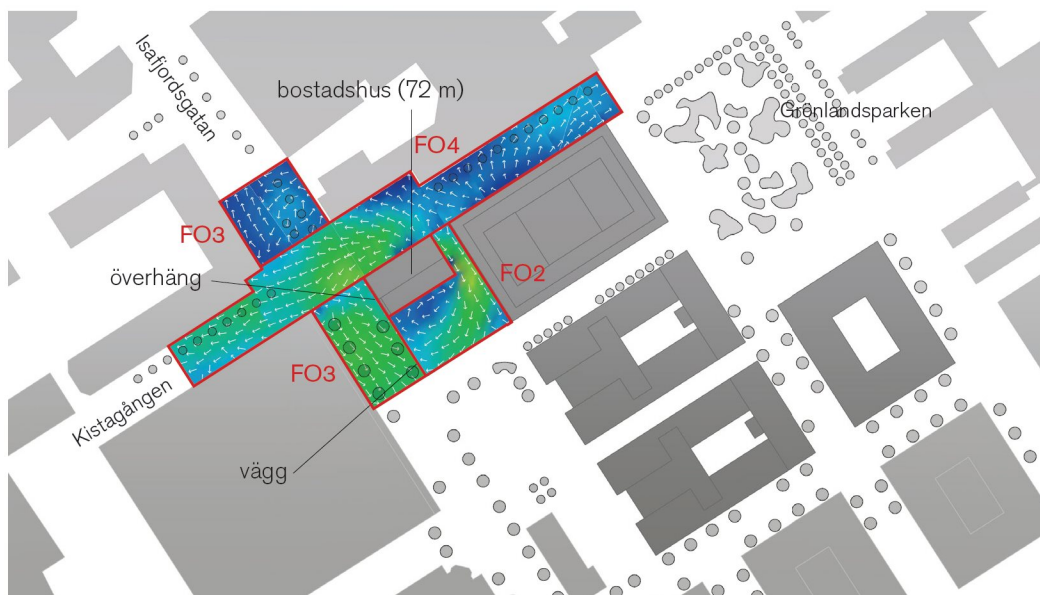 Isafjordsgatan
bostadshus (72 m)
Grönlandsparken
FO4
FO3
överhäng
FO2
FO3
Kistagången
vägg